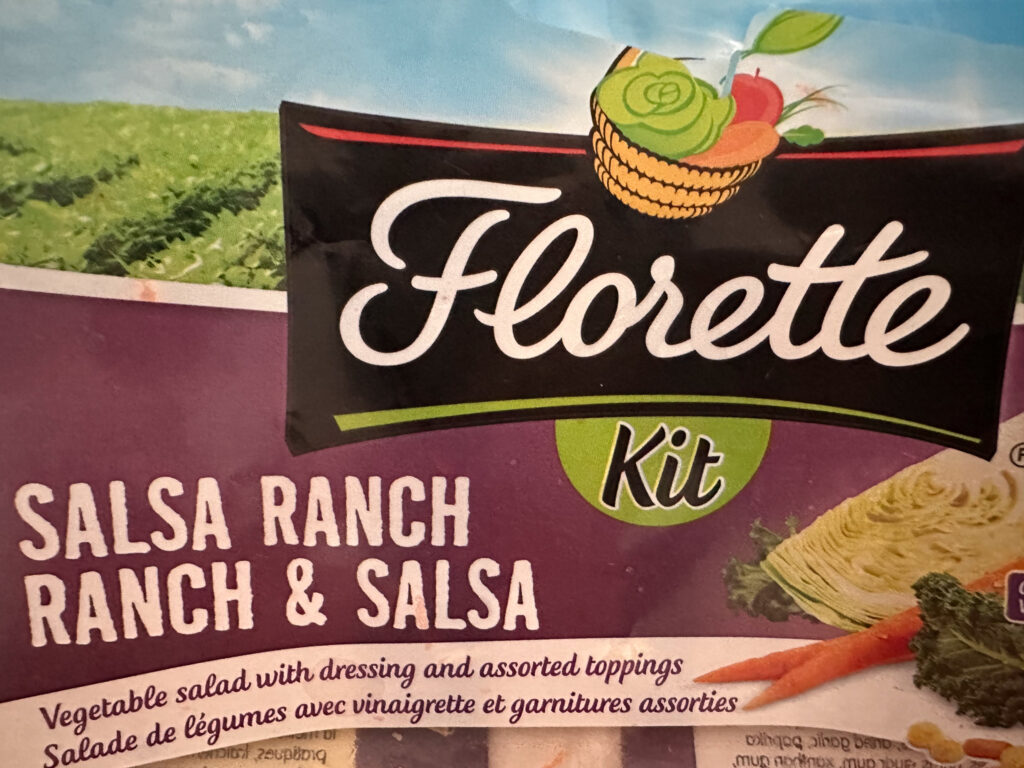 Florette
Kit
SALSA RANCH
RANCH & SALSA
Vegetable salad with dressing and assorted toppings
Salade de légumes avec vinaigrette et garnitures assorties